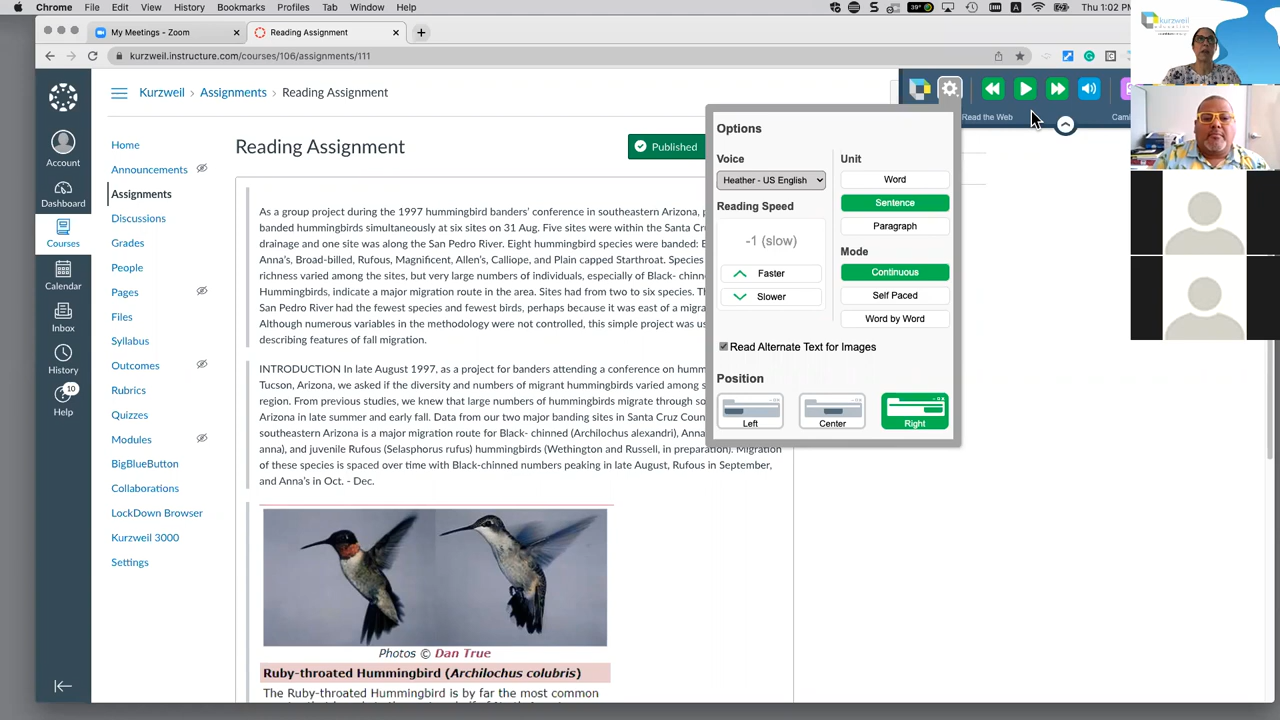 Chrome File Edit View History Bookmarks Profiles Tab Window Help
39°
Thu 1:02 PM
My Meetings - Zoom
Reading Assignment
kurzweil.instructure.com/courses/106/assignments/111
kurzweil
Account
Dashboard
Courses
Calendar
Inbox
History
10
Help
Kurzweil > Assignments > Reading Assignment
Home
Announcements
Assignments
Discussions
Grades
People
Pages
Files
Syllabus
Outcomes
Rubrics
Quizzes
Modules
BigBlueButton
Collaborations
LockDown Browser
Kurzweil 3000
Settings
Reading Assignment
Published
As a group project during the 1997 hummingbird banders' conference in southeastern Arizona,
banded hummingbirds simultaneously at six sites on 31 Aug. Five sites were within the Santa Cru
drainage and one site was along the San Pedro River. Eight hummingbird species were banded: B
Anna's, Broad-billed, Rufous, Magnificent, Allen's, Calliope, and Plain capped Starthroat. Species
richness varied among the sites, but very large numbers of individuals, especially of Black- chinn
Hummingbirds, indicate a major migration route in the area. Sites had from two to six species. Th
San Pedro River had the fewest species and fewest birds, perhaps because it was east of a migra
Although numerous variables in the methodology were not controlled, this simple project was us
describing features of fall migration.
INTRODUCTION In late August 1997, as a project for banders attending a conference on humm
Tucson, Arizona, we asked if the diversity and numbers of migrant hummingbirds varied among s
region. From previous studies, we knew that large numbers of hummingbirds migrate through so
Arizona in late summer and early fall. Data from our two major banding sites in Santa Cruz Coun
southeastern Arizona is a major migration route for Black- chinned (Archilochus alexandri), Anna
anna), and juvenile Rufous (Selasphorus rufus) hummingbirds (Wethington and Russell, in preparation). Migration
of these species is spaced over time with Black-chinned numbers peaking in late August, Rufous in September,
and Anna's in Oct. - Dec.
Photos © Dan True
Ruby-throated Hummingbird (Archilochus colubris)
The Ruby-throated Hummingbird is by far the most common
Read the Web
Options
Voice
Heather - US English
Reading Speed
-1 (slow)
Faster
Slower
Unit
Word
Sentence
Paragraph
Mode
Continuous
Self Paced
Word by Word
Read Alternate Text for Images
Position
Left
Center
Right